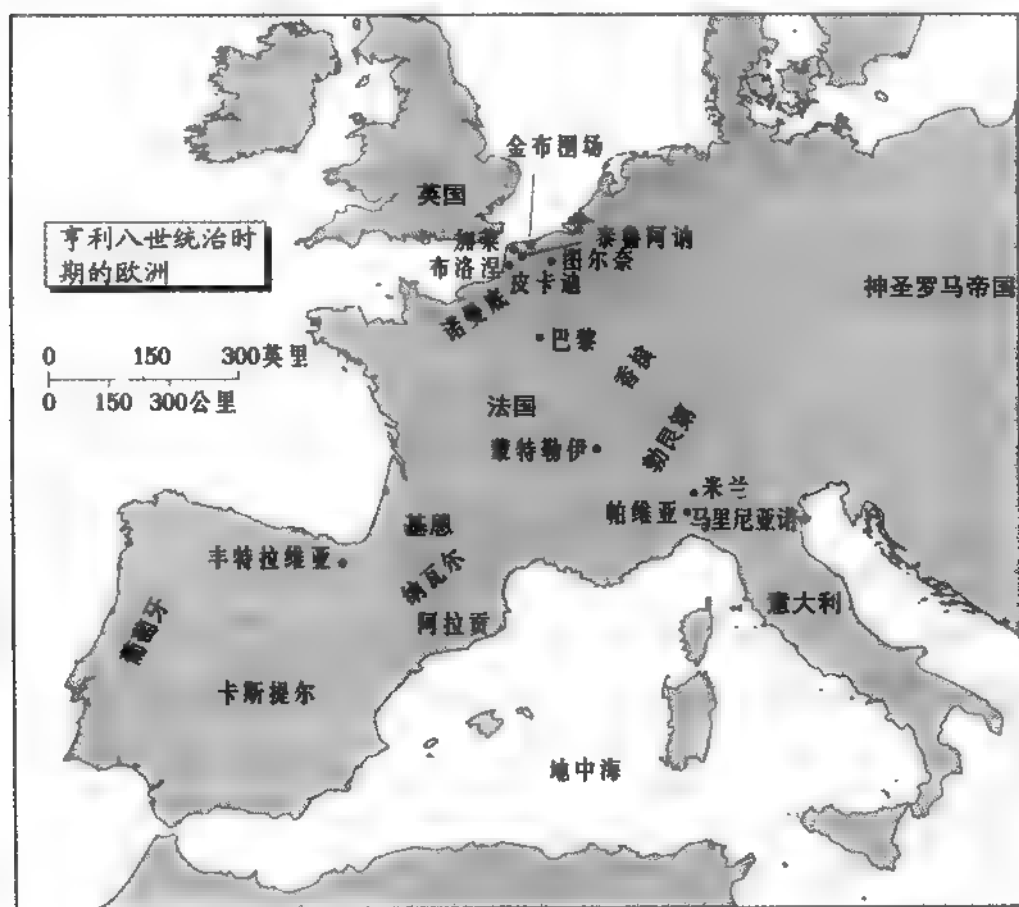 金布围场
英国
亨利八世统治时
期的欧洲
加莱
泰鲁阿讷
布洛涅
图尔奈
皮卡迪
神圣罗马帝国
诺曼底
0 150 300英里
0 150 300公里
巴黎
香槟
法国
蒙特勒伊
勃艮第
米兰
帕维亚
马里尼亚诺
基恩
丰特拉维亚
纳瓦尔
葡萄牙
阿拉贡
意大利
卡斯提尔
地中海